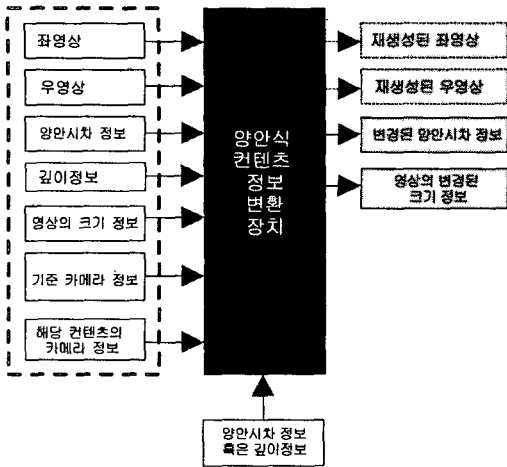 좌영상
우영상
양안시차 정보
깊이정보
영상의 크기 정보
기준 카메라 정보
해당 컨텐츠의
카메라 정보
양안식
컨텐츠
정보
변환
장치
재생성된 좌영상
재생성된 우영상
변경된 양안시차 정보
영상의 변경된
크기 정보
양안시차 정보
혹은 깊이정보